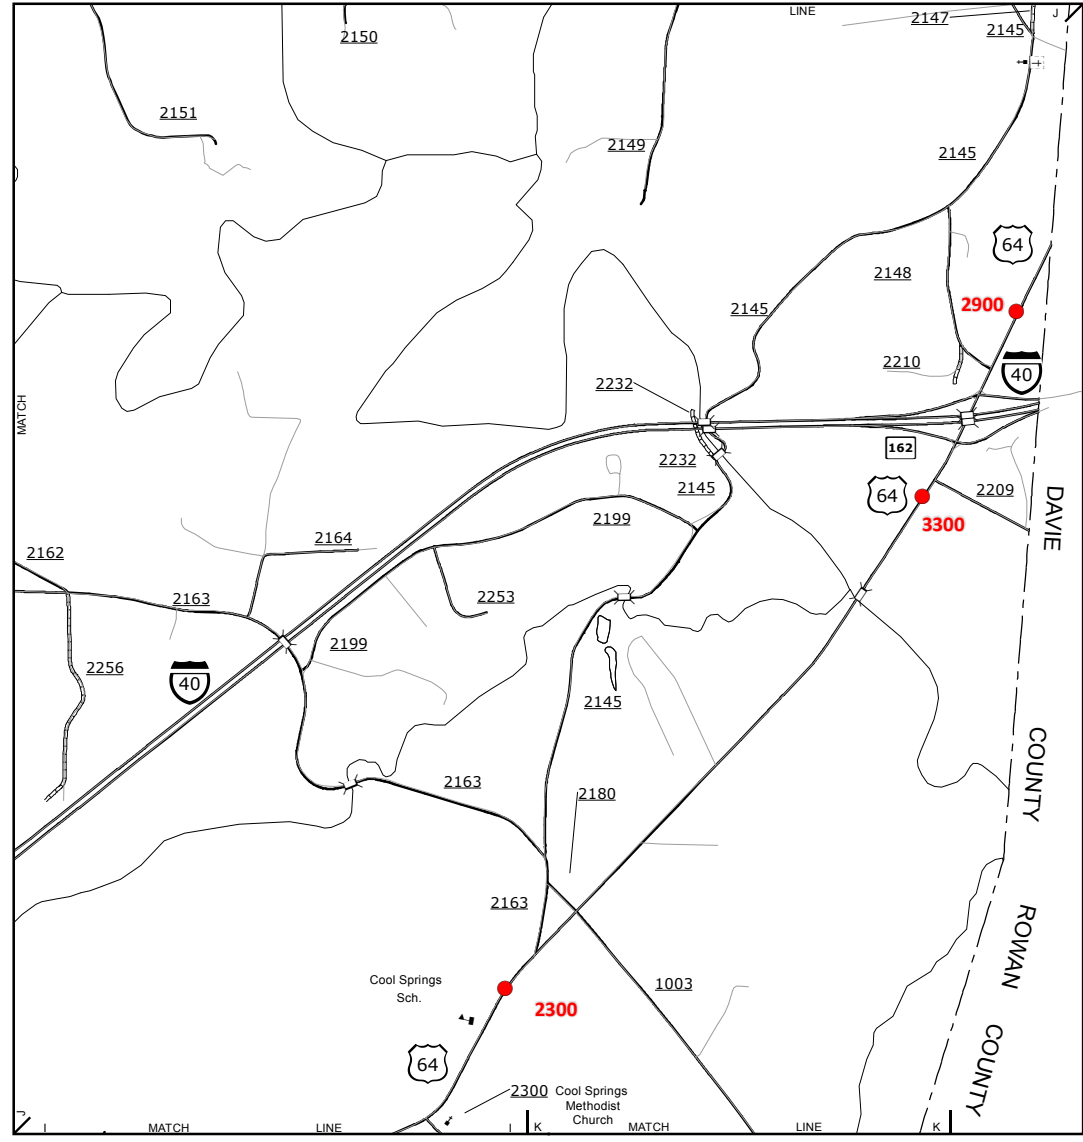 LINE
2147
J
2145
2150
2151
2149
2145
64
2148
2900
2145
2210
40
2232
MATCH
162
2232
64
2145
2209
DAVIE
2199
3300
2164
2162
2163
2253
2199
2256
40
2145
COUNTY
2163
2180
2163
ROWAN
Cool Springs
Sch.
1003
2300
COUNTY
64
2300
Cool Springs
Methodist
Church
J
I
MATCH
LINE
I
K
MATCH
LINE
K